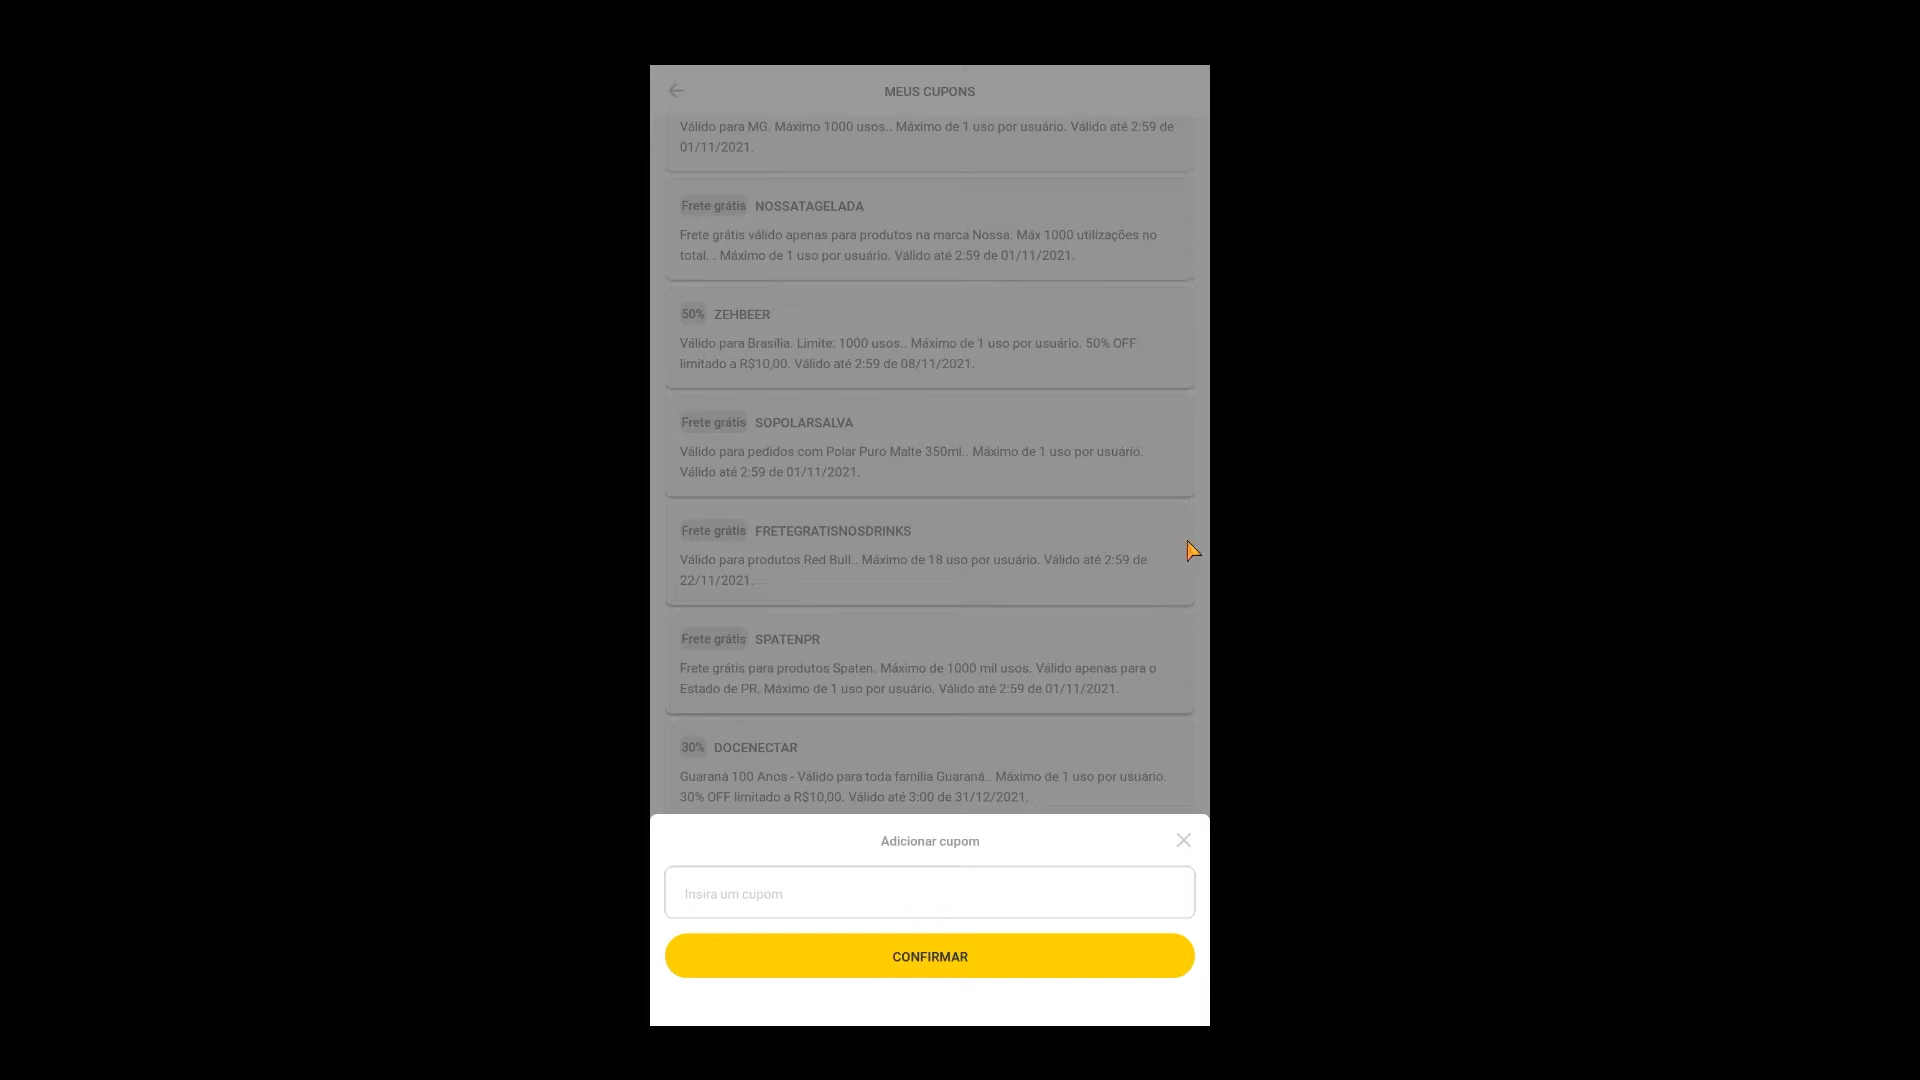 MEUS CUPONS
Válido para MG. Máximo 1000 usos.. Máximo de 1 uso por usuário. Válido até 2:59 de
01/11/2021.
Frete grátis NOSSATAGELADA
Frete grátis válido apenas para produtos na marca Nossa. Máx 1000 utilizações no
total. . Máximo de 1 uso por usuário. Válido até 2:59 de 01/11/2021.
50% ZEHBEER
Válido para Brasília. Limite: 1000 usos.. Máximo de 1 uso por usuário. 50% OFF
limitado a R$10,00. Válido até 2:59 de 08/11/2021.
Frete grátis SOPOLARSALVA
Válido para pedidos com Polar Puro Malte 350ml.. Máximo de 1 uso por usuário.
Válido até 2:59 de 01/11/2021.
Frete grátis FRETEGRATISNOSDRINKS
Válido para produtos Red Bull.. Máximo de 18 uso por usuário. Válido até 2:59 de
22/11/2021.
Frete grátis SPATENPR
Frete grátis para produtos Spaten. Máximo de 1000 mil usos. Válido apenas para o
Estado de PR. Máximo de 1 uso por usuário. Válido até 2:59 de 01/11/2021.
30% DOCENECTAR
Guaraná 100 Anos - Válido para toda família Guaraná.. Máximo de 1 uso por usuário.
30% OFF limitado a R$10,00. Válido até 3:00 de 31/12/2021.
Adicionar cupom
Insira um cupom
CONFIRMAR